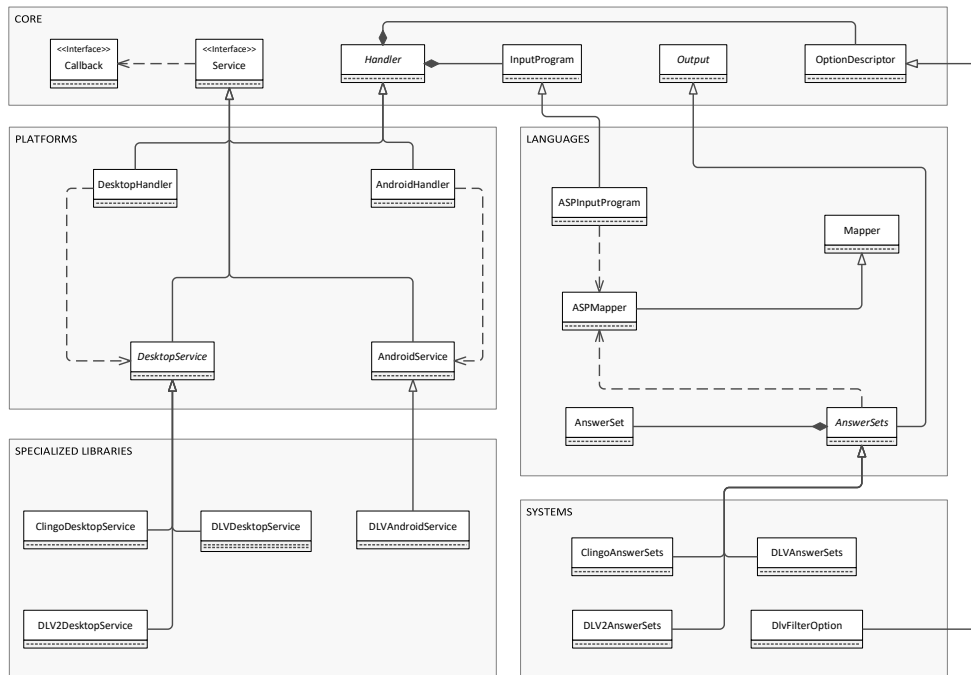 CORE
<<Interface>>
Callback
<<Interface>>
Service
Handler
InputProgram
Output
OptionDescriptor
PLATFORMS
DesktopHandler
AndroidHandler
DesktopService
AndroidService
LANGUAGES
ASPInputProgram
Mapper
ASPMapper
AnswerSet
AnswerSets
SPECIALIZED LIBRARIES
ClingoDesktopService
DLVDesktopService
DLVAndroidService
DLV2DesktopService
SYSTEMS
ClingoAnswerSets
DLVAnswerSets
DLV2AnswerSets
DlvFilterOption